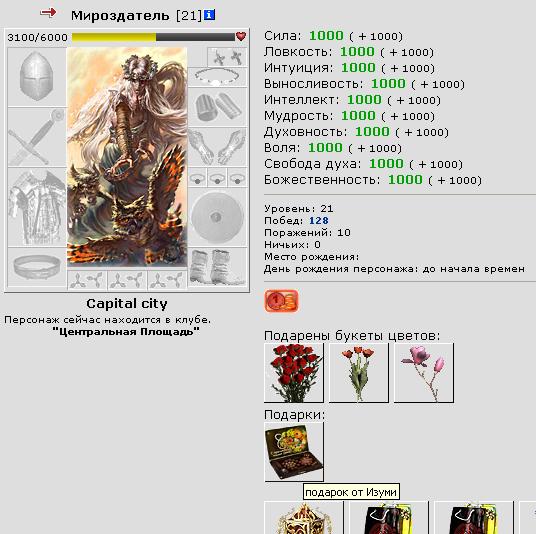 Мироздатель [21]
3100/6000
Capital city
Персонаж сейчас находится в клубе.
"Центральная Площадь"
Сила: 1000 ( + 1000)
Ловкость: 1000 ( + 1000)
Интуиция: 1000 ( + 1000)
Выносливость: 1000 ( + 1000)
Интеллект: 1000 ( + 1000)
Мудрость: 1000 ( + 1000)
Духовность: 1000 ( + 1000)
Воля: 1000 ( + 1000)
Свобода духа: 1000 ( + 1000)
Божественность: 1000 ( + 1000)
Уровень: 21
Побед: 128
Поражений: 10
Ничьих: 0
Место рождения:
День рождения персонажа: до начала времен
Подарены букеты цветов:
Подарки:
подарок от Изуми